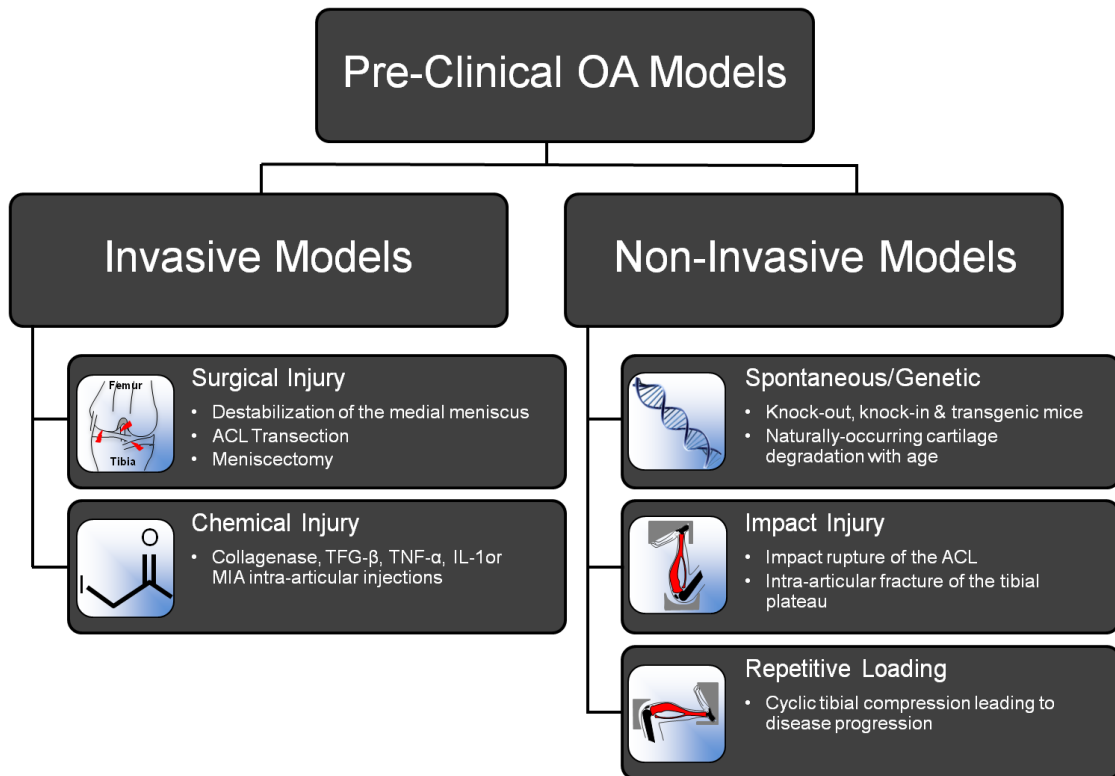 Pre-Clinical OA Models
Invasive Models
Femur
Tibia
Surgical Injury
• Destabilization of the medial meniscus
• ACL Transection
• Meniscectomy
O
I
Chemical Injury
• Collagenase, TFG-β, TNF-α, IL-1or
MIA intra-articular injections
Non-Invasive Models
Spontaneous/Genetic
• Knock-out, knock-in & transgenic mice
• Naturally-occurring cartilage
degradation with age
Impact Injury
• Impact rupture of the ACL
• Intra-articular fracture of the tibial
plateau
Repetitive Loading
• Cyclic tibial compression leading to
disease progression